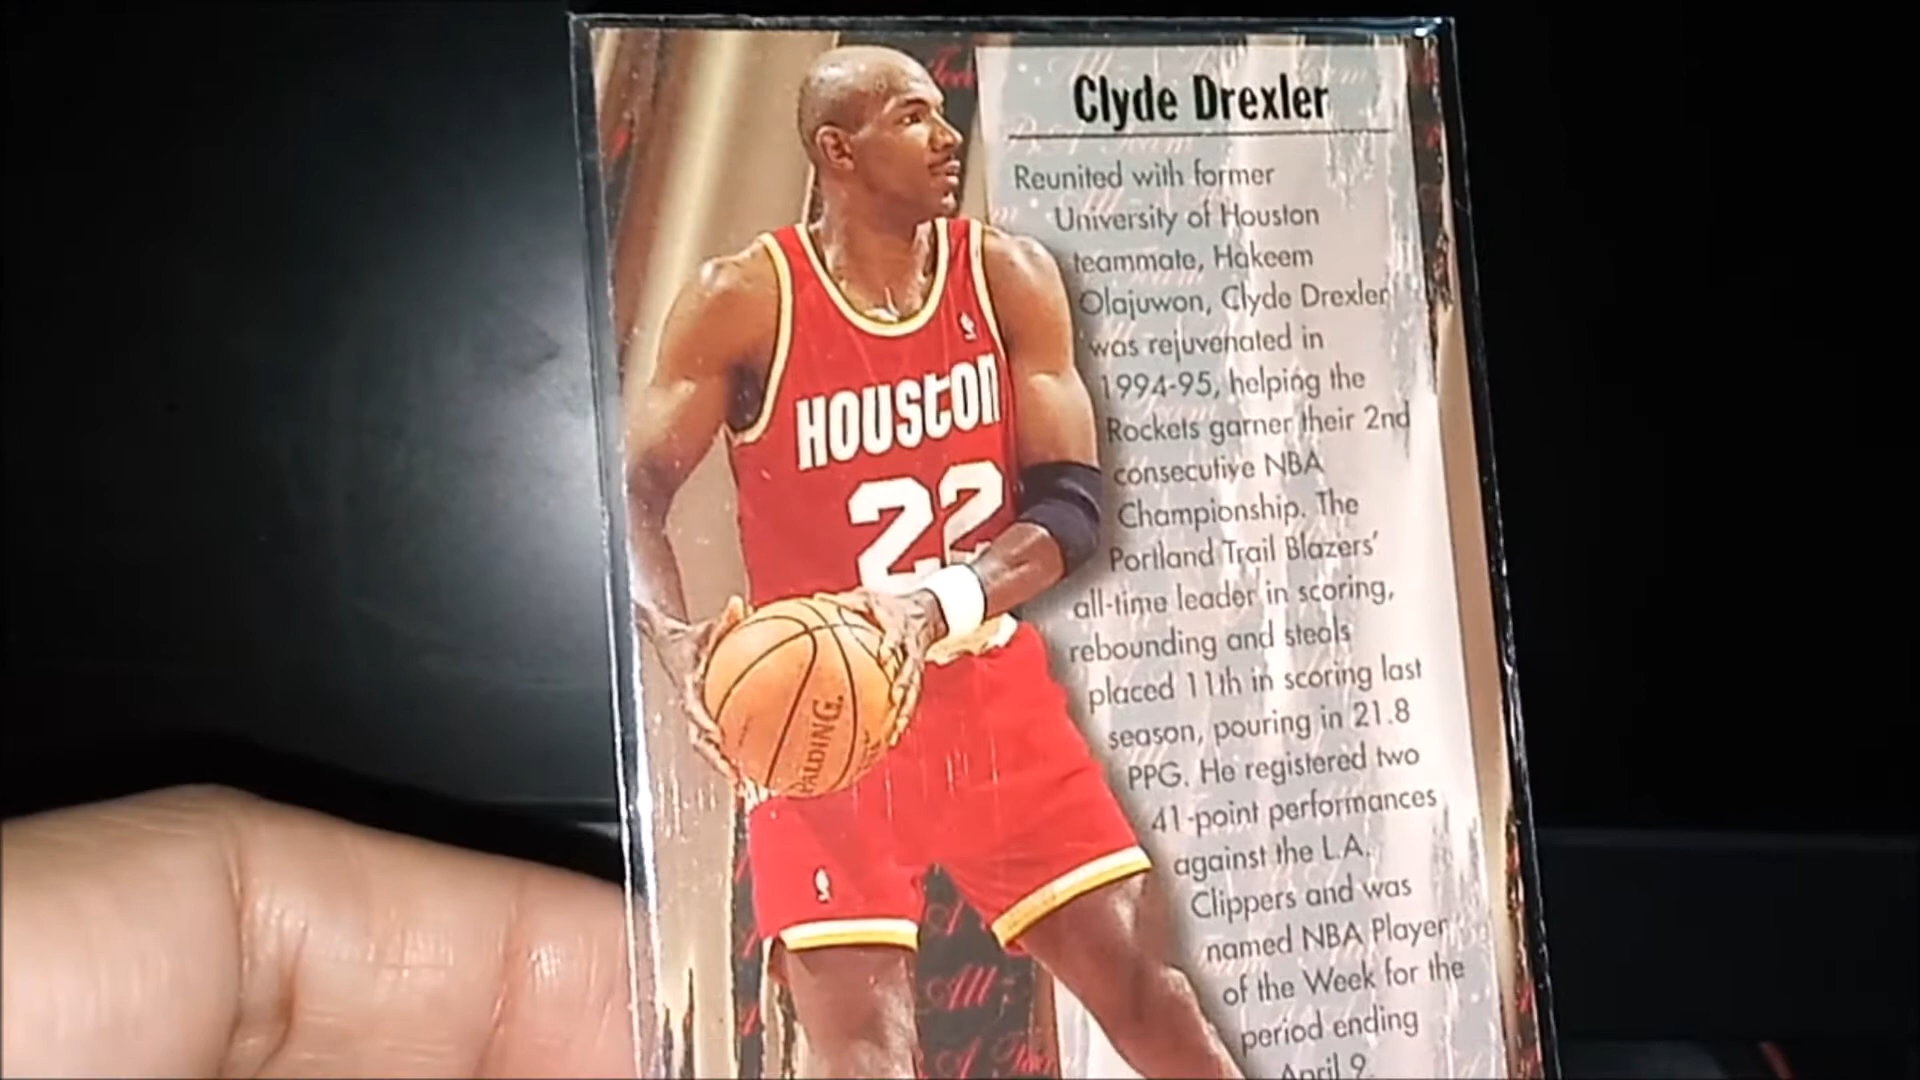 Clyde Drexler
Reunited with former
University of Houston
teammate, Hakeem
Olajuwon, Clyde Drexler
was rejuvenated in
1994-95, helping the
Rockets garner their 2nd
consecutive NBA
Championship. The
Portland Trail Blazers'
all-time leader in scoring,
rebounding and steals
placed 11th in scoring last
season, pouring in 21.8
PPG. He registered two
41-point performances
against the L.A.
Clippers and was
named NBA Player
of the Week for the
period ending
April 9.
HOUSTON
22
SPALDING.
All-